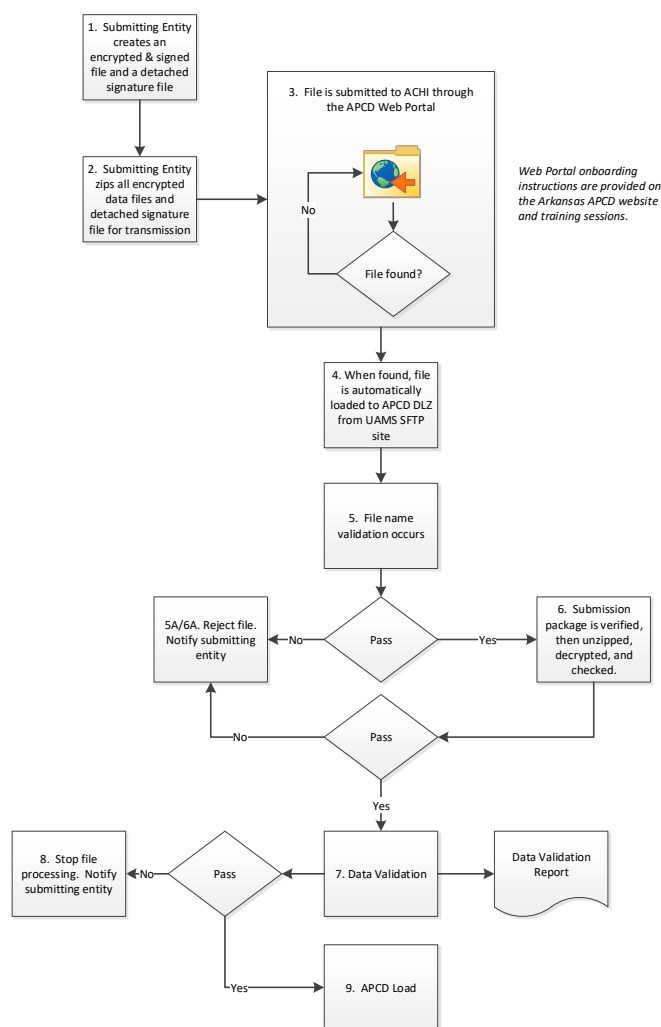 1.  Submitting Entity
creates an
encrypted & signed
file and a detached
signature file
2.  Submitting Entity
zips all encrypted
data files and
detached signature
file for transmission
3.  File is submitted to ACHI through
the APCD Web Portal
No
File found?
Web Portal onboarding
instructions are provided on
the Arkansas APCD website
and training sessions.
4. When found, file
is automatically
loaded to APCD DLZ
from UAMS SFTP
site
5.  File name
validation occurs
5A/6A. Reject file.
Notify submitting
entity
No
Pass
Yes
6.  Submission
package is verified,
then unzipped,
decrypted, and
checked.
No
Pass
Yes
8.  Stop file
processing.  Notify
submitting entity
No
Pass
7. Data Validation
Data Validation
Report
Yes
9.  APCD Load